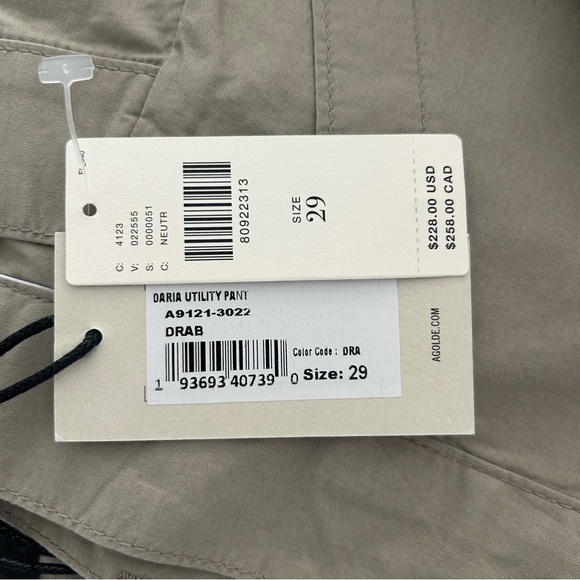 C: 4123
V: 022555
S: 0000051
C: NEUTR
80922313
SIZE
29
$228.00 USD
$258.00 CAD
DARIA UTILITY PANT
A9121-3022
DRAB
Color Code : DRA
1 93693 40739 0
Size: 29
AGOLDE.COM